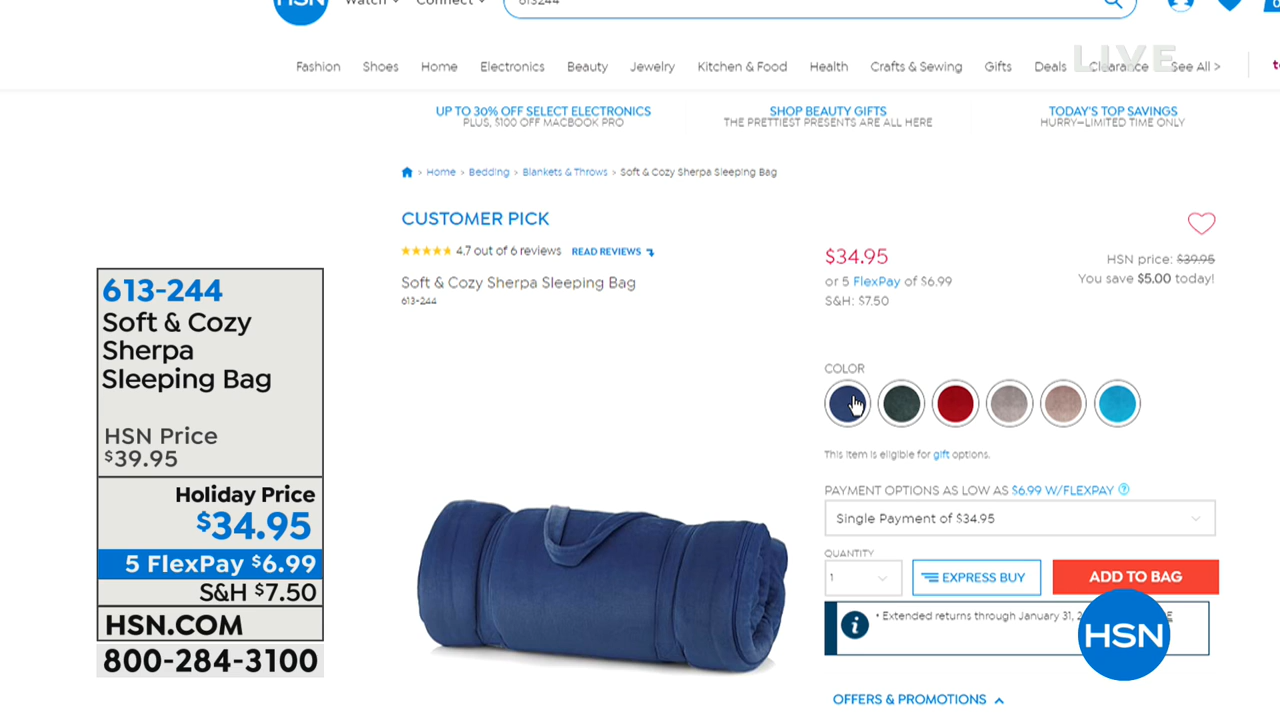 HSN
Watch
Connect
613244
Fashion
Shoes
Home
Electronics
Beauty
Jewelry
Kitchen & Food
Health
Crafts & Sewing
Gifts
Deals
Clearance
See All >
LIVE
UP TO 30% OFF SELECT ELECTRONICS
PLUS, $100 OFF MACBOOK PRO
SHOP BEAUTY GIFTS
THE PRETTIEST PRESENTS ARE ALL HERE
TODAY'S TOP SAVINGS
HURRY—LIMITED TIME ONLY
> Home > Bedding > Blankets & Throws > Soft & Cozy Sherpa Sleeping Bag
CUSTOMER PICK
4.7 out of 6 reviews READ REVIEWS
Soft & Cozy Sherpa Sleeping Bag
613-244
$34.95
or 5 FlexPay of $6.99
S&H: $7.50
HSN price: $39.95
You save $5.00 today!
COLOR
This item is eligible for gift options.
PAYMENT OPTIONS AS LOW AS $6.99 W/FLEXPAY ?
Single Payment of $34.95
QUANTITY
1
EXPRESS BUY
ADD TO BAG
i
• Extended returns through January 31,
HSN
OFFERS & PROMOTIONS
613-244
Soft & Cozy
Sherpa
Sleeping Bag
HSN Price
$39.95
Holiday Price
$34.95
5 FlexPay $6.99
S&H $7.50
HSN.COM
800-284-3100